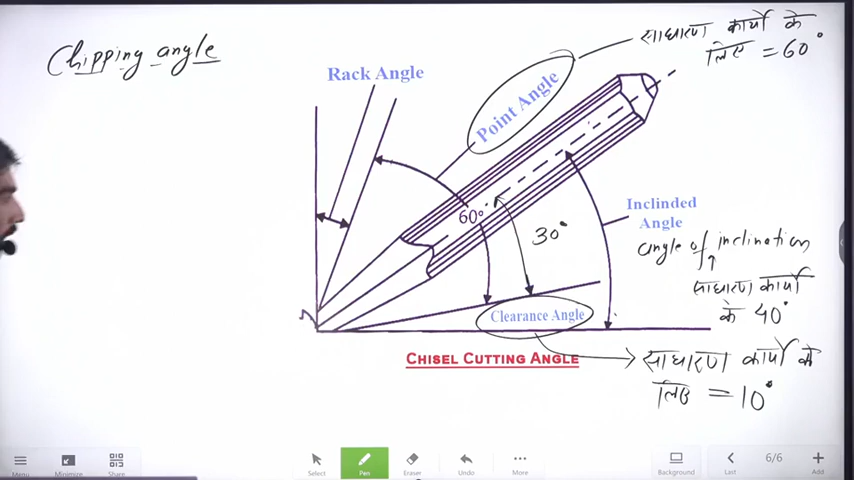 Chipping angle
साधारण कार्यो के
लिए = 60°
Rack Angle
Point Angle
60°
30°
Inclinded
Angle
angle of inclination
साधारण कार्यो
के 40°
Clearance Angle
CHISEL CUTTING ANGLE
साधारण कार्यो के
लिए = 10°
Menu
Minimize
Share
Select
Pen
Eraser
Undo
More
Background
Last
6/6
Add